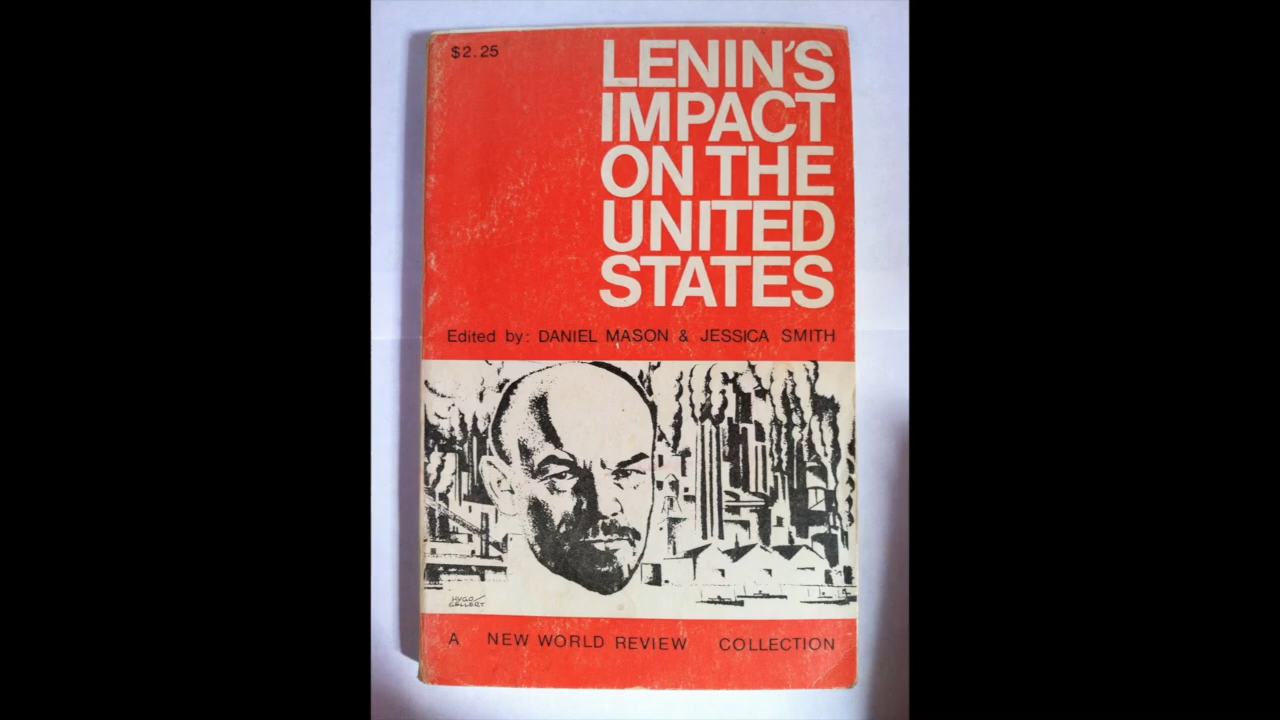 $2.25
LENIN'S
IMPACT
ON THE
UNITED
STATES
Edited by: DANIEL MASON & JESSICA SMITH
HUGO
GELLERT
A NEW WORLD REVIEW COLLECTION